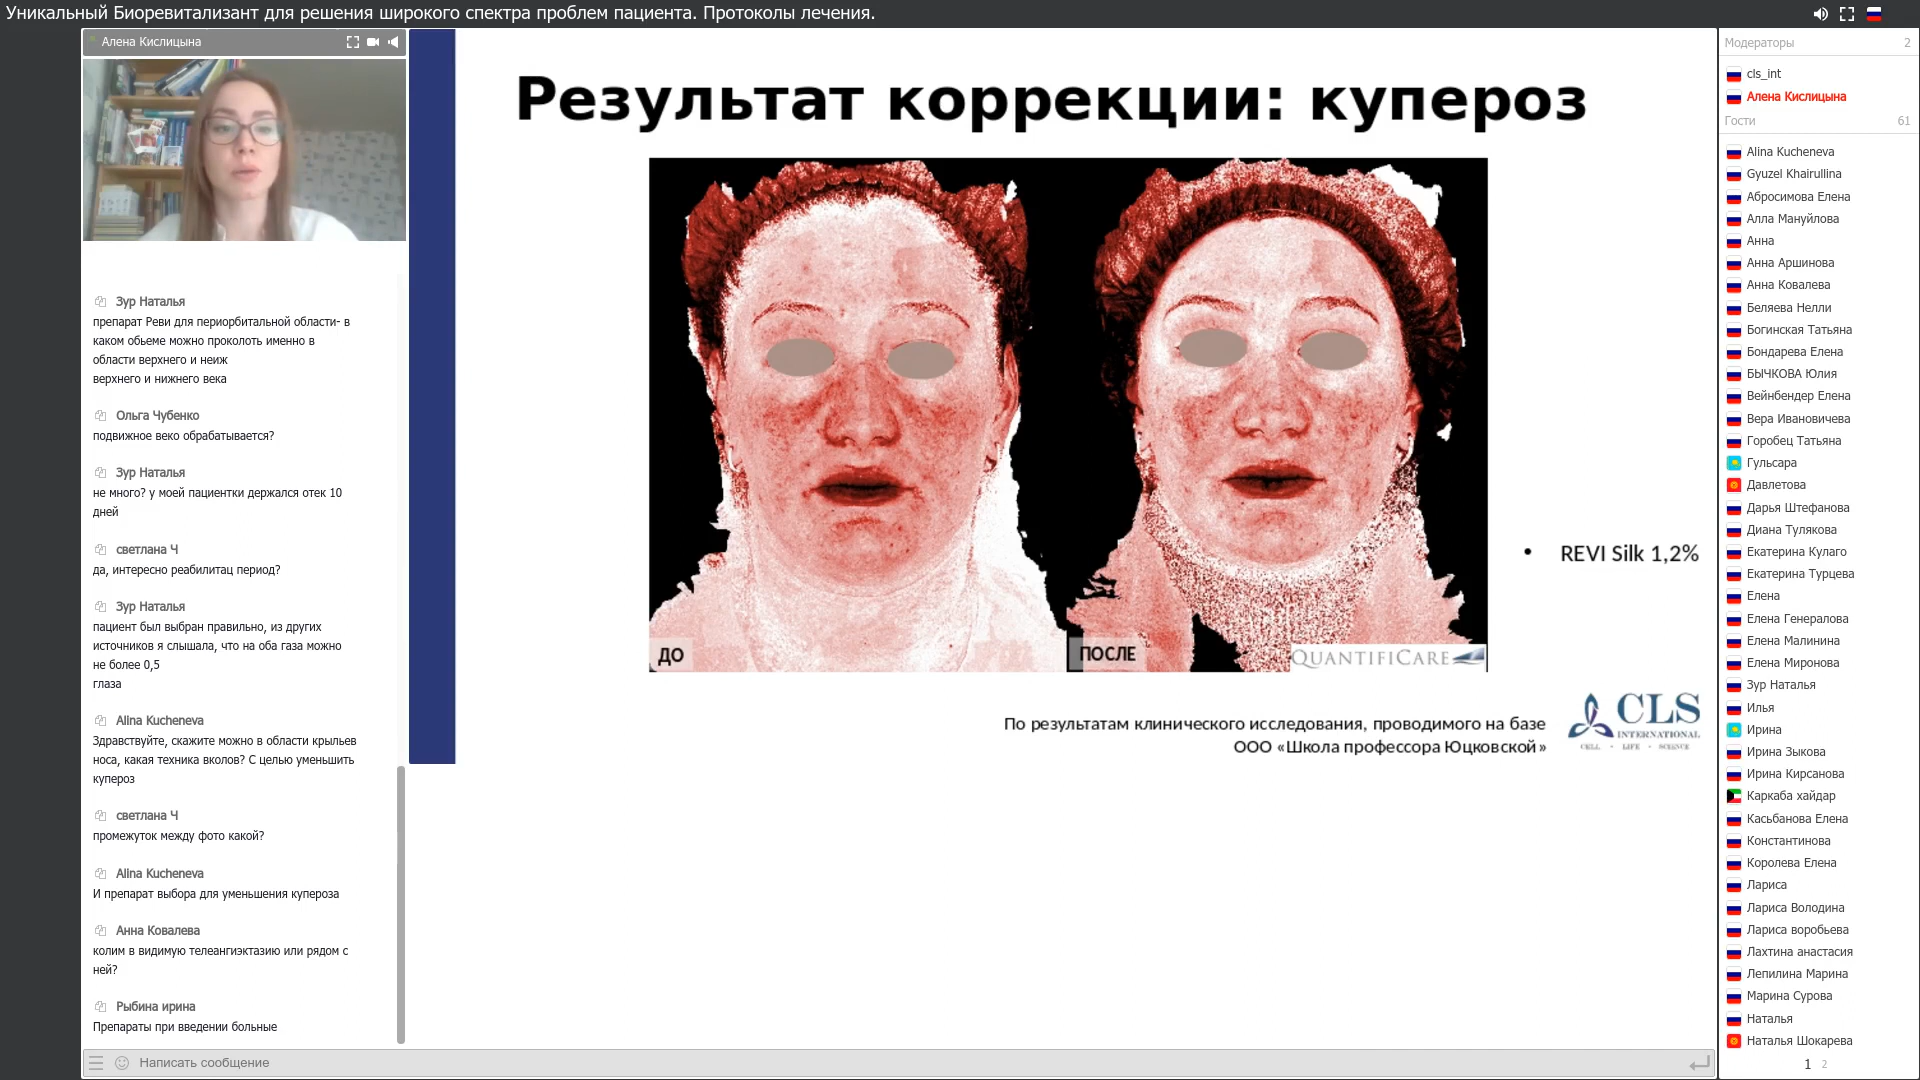 Уникальный Биоревитализант для решения широкого спектра проблем пациента. Протоколы лечения.
Алена Кислицына
Зур Наталья
препарат Реви для периорбитальной области- в
каком обьеме можно проколоть именно в
области верхнего и неиж
верхнего и нижнего века
Ольга Чубенко
подвижное веко обрабатывается?
Зур Наталья
не много? у моей пациентки держался отек 10
дней
светлана Ч
да, интересно реабилитац период?
Зур Наталья
пациент был выбран правильно, из других
источников я слышала, что на оба газа можно
не более 0,5
глаза
Alina Kucheneva
Здравствуйте, скажите можно в области крыльев
носа, какая техника вколов? С целью уменьшить
купероз
светлана Ч
промежуток между фото какой?
Alina Kucheneva
И препарат выбора для уменьшения купероза
Анна Ковалева
колим в видимую телеангиэктазию или рядом с
ней?
Рыбина ирина
Препараты при введении больные
Написать сообщение
Результат коррекции: купероз
ДО
ПОСЛЕ
QUANTIFICARE
• REVI Silk 1,2%
По результатам клинического исследования, проводимого на базе
ООО «Школа профессора Юцковской»
CLS
INTERNATIONAL
CELL • LIFE • SCIENCE
Модераторы 2
cls_int
Алена Кислицына
Гости 61
Alina Kucheneva
Gyuzel Khairullina
Абросимова Елена
Алла Мануйлова
Анна
Анна Аршинова
Анна Ковалева
Беляева Нелли
Богинская Татьяна
Бондарева Елена
БЫЧКОВА Юлия
Вейнбендер Елена
Вера Ивановичева
Горобец Татьяна
Гульсара
Давлетова
Дарья Штефанова
Диана Тулякова
Екатерина Кулаго
Екатерина Турцева
Елена
Елена Генералова
Елена Малинина
Елена Миронова
Зур Наталья
Илья
Ирина
Ирина Зыкова
Ирина Кирсанова
Каркаба хайдар
Касьбанова Елена
Константинова
Королева Елена
Лариса
Лариса Володина
Лариса воробьева
Лахтина анастасия
Лепилина Марина
Марина Сурова
Наталья
Наталья Шокарева
1 2